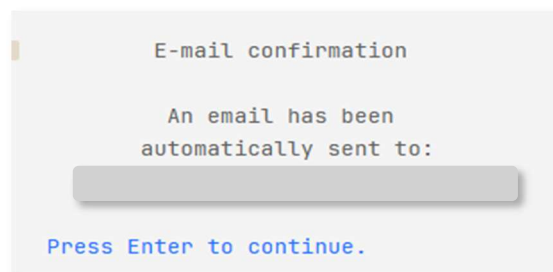 E-mail confirmation
An email has been
automatically sent to:
Press Enter to continue.